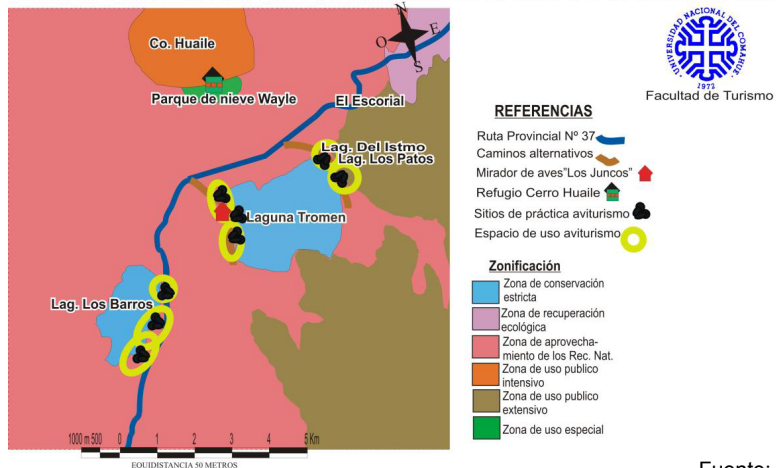 N
O
E
S
Co. Huaile
Parque de nieve Wayle
El Escorial
Lag. Del Istmo
Lag. Los Patos
Laguna Tromen
Lag. Los Barros
1000 m 500 0 1 2 3 4 5 Km
EQUIDISTANCIA 50 METROS
UNIVERSIDAD NACIONAL DEL COMAHUE
1972
Facultad de Turismo
REFERENCIAS
Ruta Provincial Nº 37
Caminos alternativos
Mirador de aves"Los Juncos"
Refugio Cerro Huaile
Sitios de práctica aviturismo
Espacio de uso aviturismo
Zonificación
Zona de conservación
estricta
Zona de recuperación
ecológica
Zona de aprovecha-
miento de los Rec. Nat.
Zona de uso publico
intensivo
Zona de uso publico
extensivo
Zona de uso especial
Fuente: